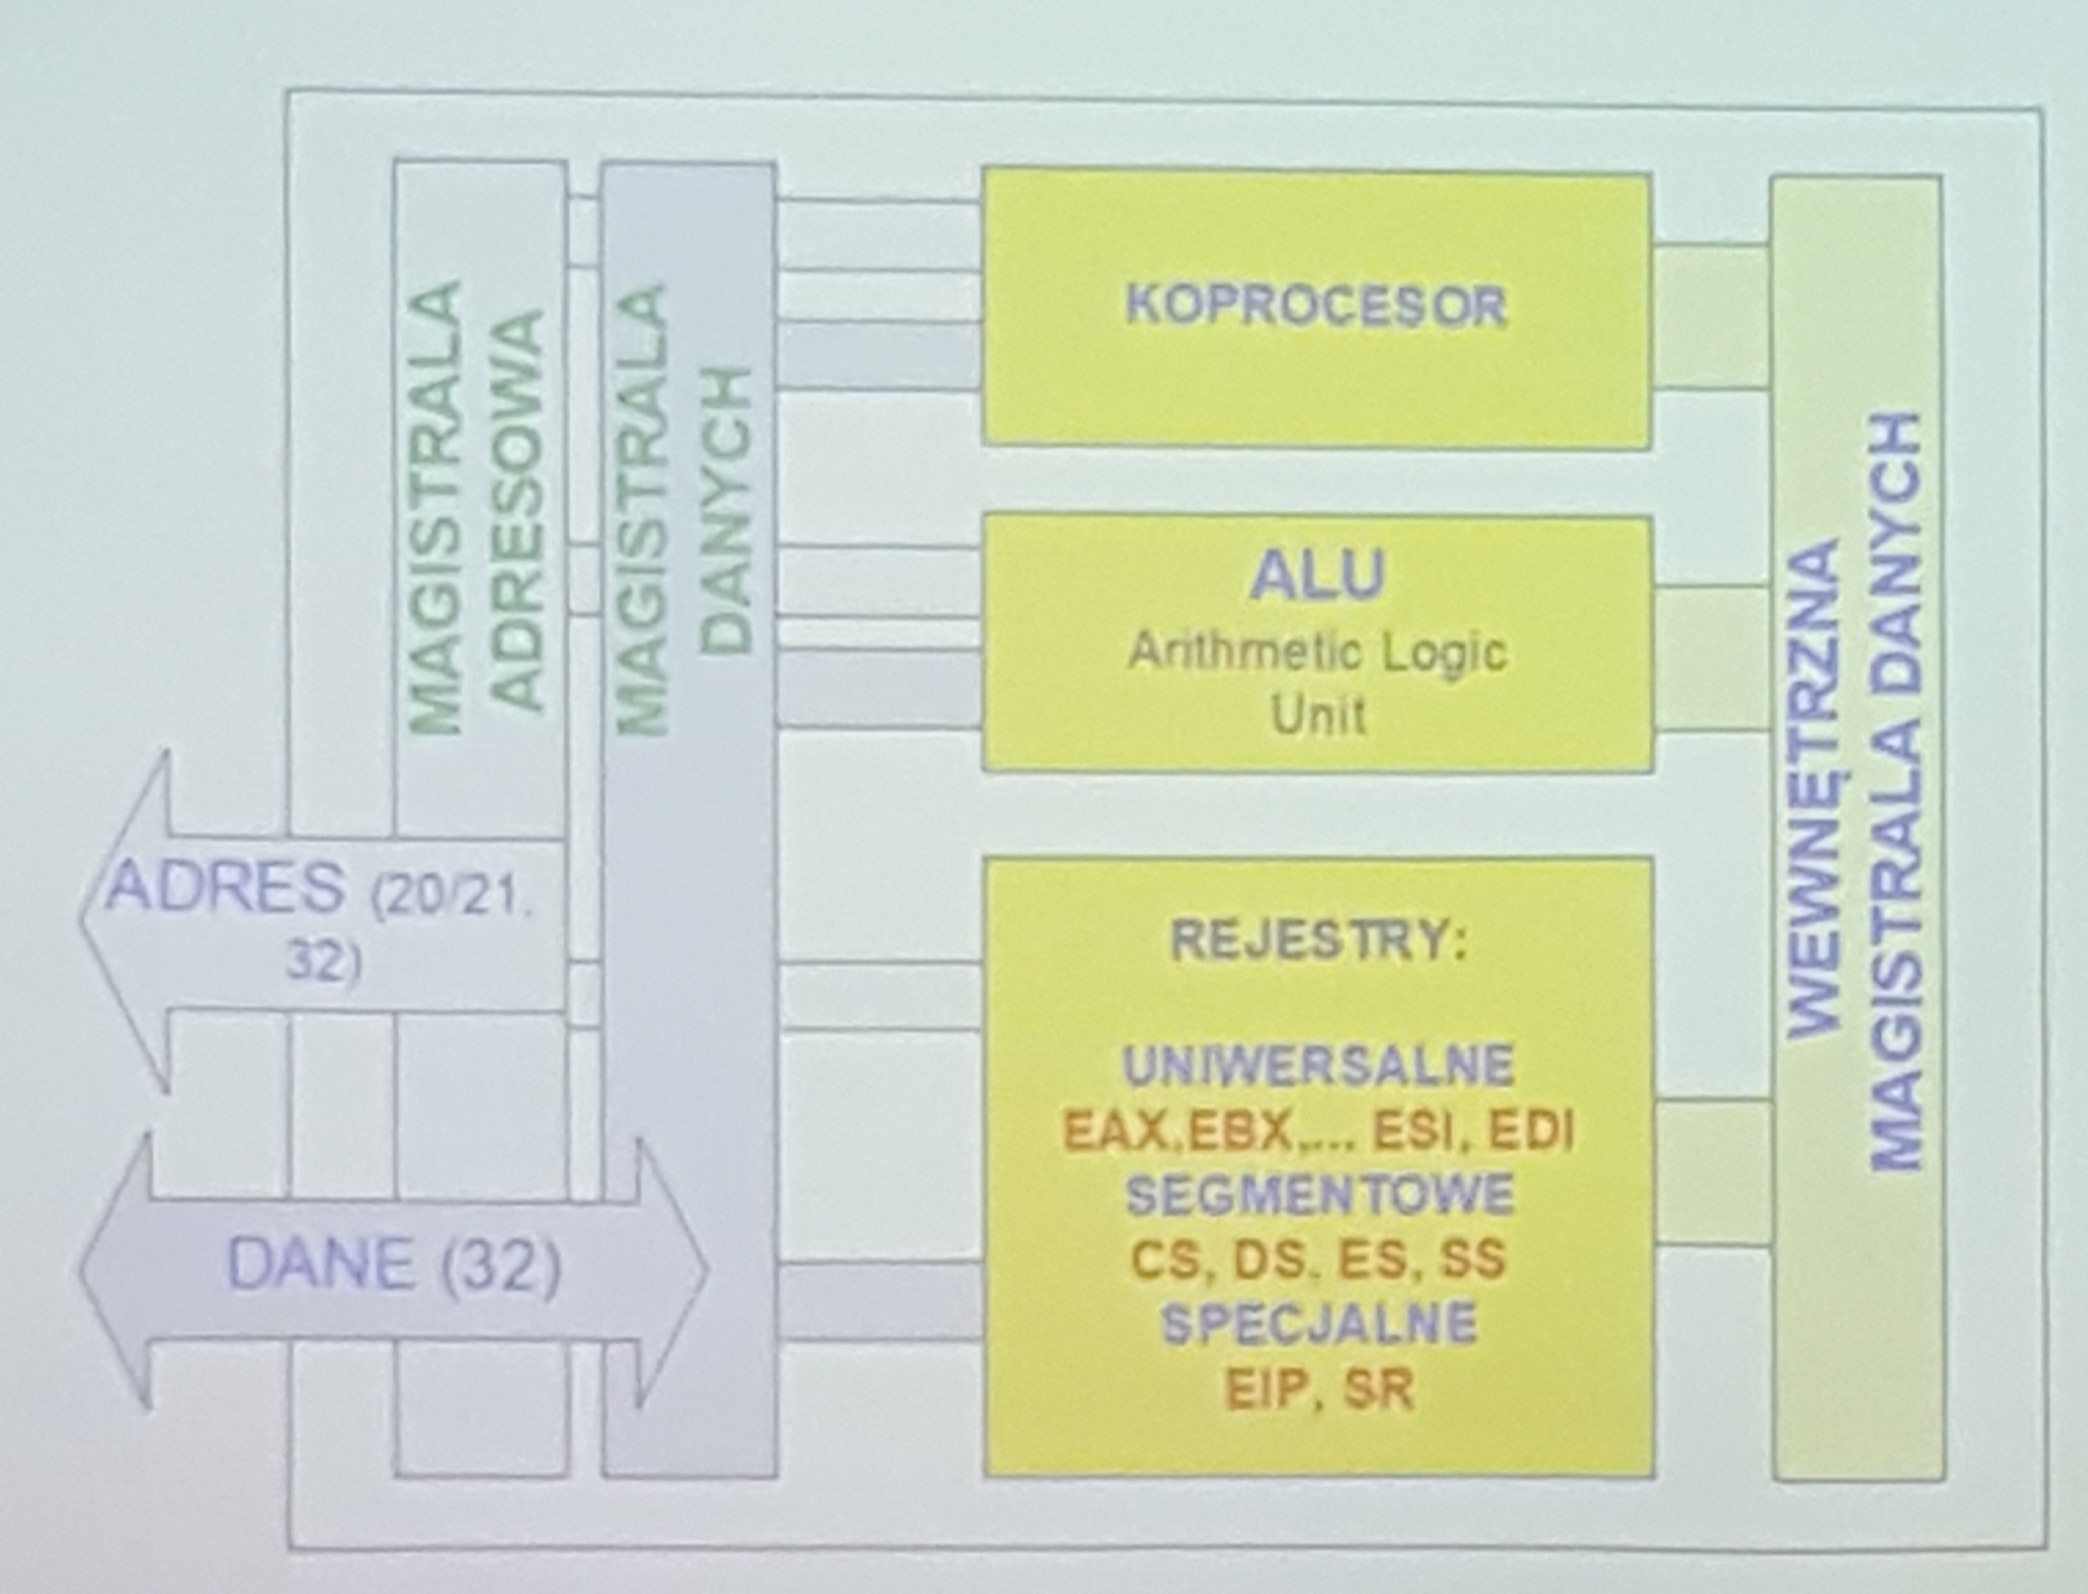 MAGISTRALA
ADRESOWA
MAGISTRALA
DANYCH
KOPROCESOR
ALU
Arithmetic Logic
Unit
WEWNĘTRZNA
MAGISTRALA DANYCH
ADRES (20/21.
32)
DANE (32)
REJESTRY:
UNIWERSALNE
EAX,EBX,... ESI, EDI
SEGMENTOWE
CS, DS. ES, SS
SPECJALNE
EIP, SR